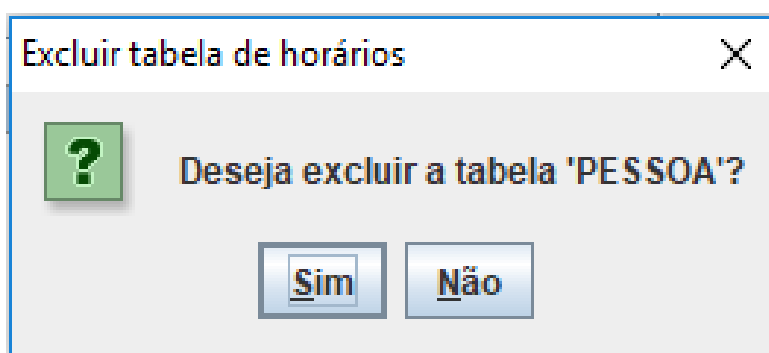 Excluir tabela de horários
Deseja excluir a tabela 'PESSOA'?
Sim Não